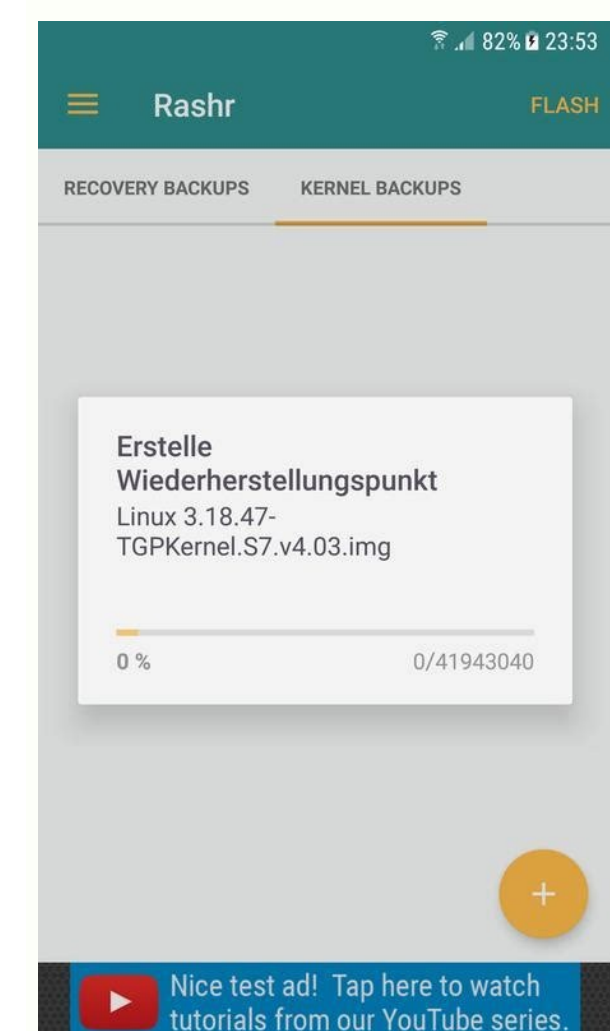 82% 23:53
Rashr FLASH
RECOVERY BACKUPS KERNEL BACKUPS
Erstelle
Wiederherstellungspunkt
Linux 3.18.47-
TGPKernel.S7.v4.03.img
0 % 0/41943040
+
Nice test ad! Tap here to watch
tutorials from our YouTube series.